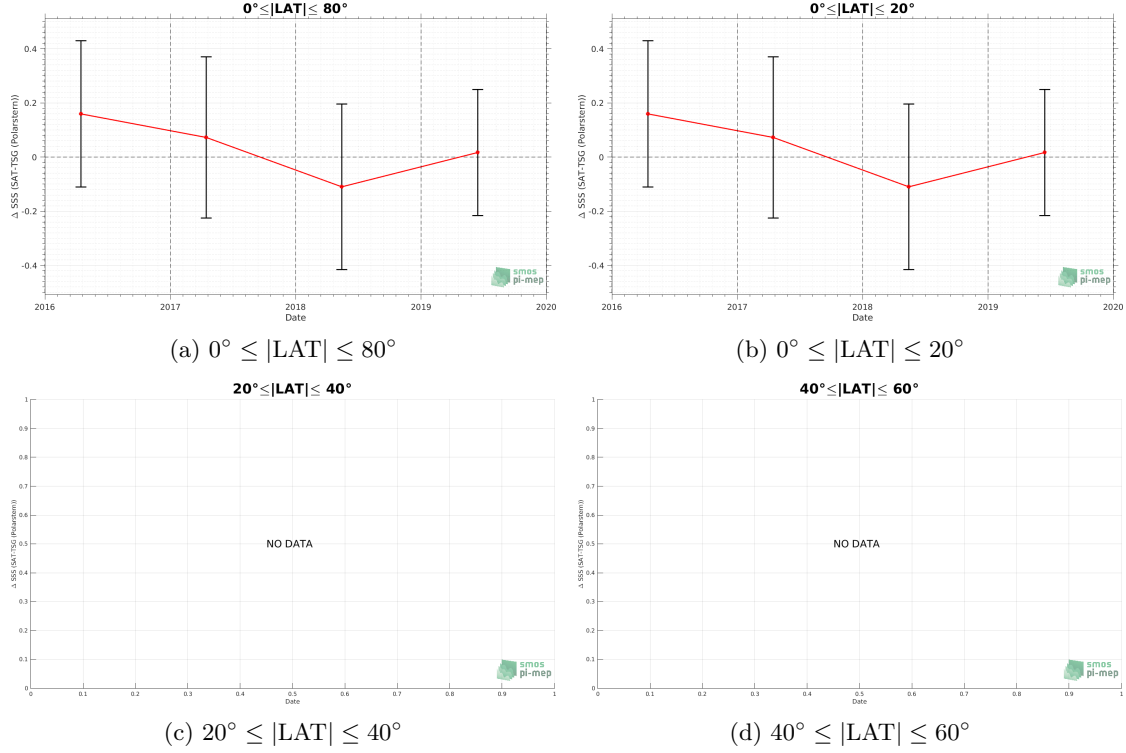 0°≤|LAT|≤ 80°
Δ SSS (SAT-TSG (Polarstern))
0.4
0.2
0
-0.2
-0.4
2016 2017 2018 2019 2020
Date
smos
pi-mep
(a) 0° ≤ |LAT| ≤ 80°
0°≤|LAT|≤ 20°
Δ SSS (SAT-TSG (Polarstern))
0.4
0.2
0
-0.2
-0.4
2016 2017 2018 2019 2020
Date
smos
pi-mep
(b) 0° ≤ |LAT| ≤ 20°
20°≤|LAT|≤ 40°
Δ SSS (SAT-TSG (Polarstern))
1
0.9
0.8
0.7
0.6
0.5
0.4
0.3
0.2
0.1
0
NO DATA
0 0.1 0.2 0.3 0.4 0.5 0.6 0.7 0.8 0.9 1
Date
smos
pi-mep
(c) 20° ≤ |LAT| ≤ 40°
40°≤|LAT|≤ 60°
Δ SSS (SAT-TSG (Polarstern))
1
0.9
0.8
0.7
0.6
0.5
0.4
0.3
0.2
0.1
0
NO DATA
0.1 0.2 0.3 0.4 0.5 0.6 0.7 0.8 0.9 1
Date
smos
pi-mep
(d) 40° ≤ |LAT| ≤ 60°